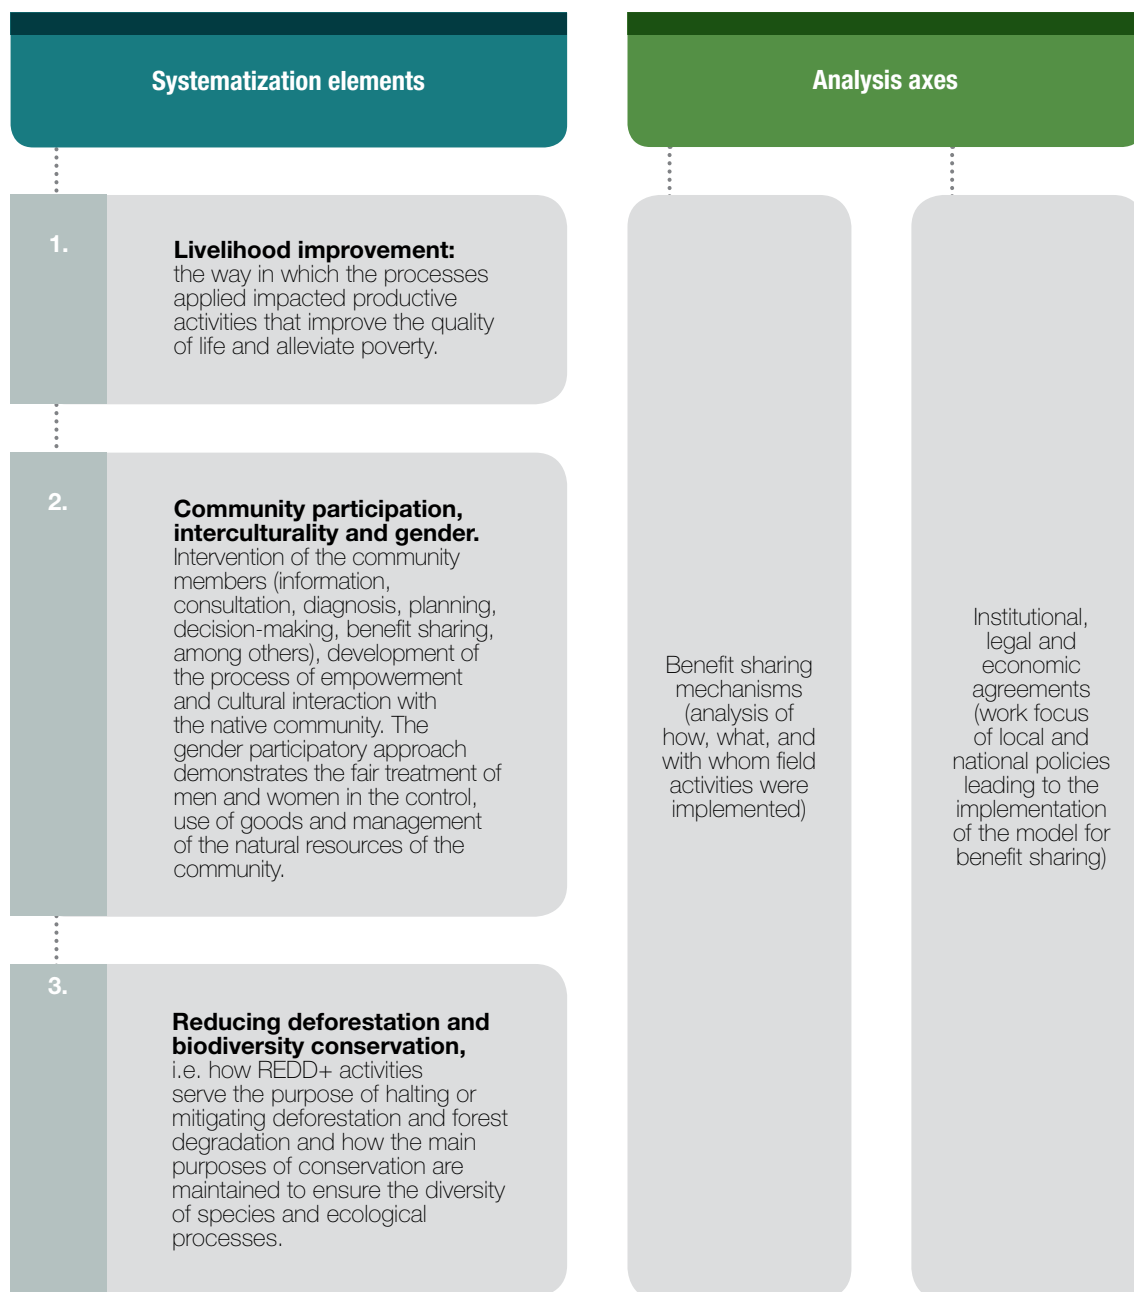 Systematization elements
Analysis axes
1.
Livelihood improvement:
the way in which the processes
applied impacted productive
activities that improve the quality
of life and alleviate poverty.
2.
Community participation,
interculturality and gender.
Intervention of the community
members (information,
consultation, diagnosis, planning,
decision-making, benefit sharing,
among others), development of
the process of empowerment
and cultural interaction with
the native community. The
gender participatory approach
demonstrates the fair treatment of
men and women in the control,
use of goods and management
of the natural resources of the
community.
3.
Reducing deforestation and
biodiversity conservation,
i.e. how REDD+ activities
serve the purpose of halting or
mitigating deforestation and forest
degradation and how the main
purposes of conservation are
maintained to ensure the diversity
of species and ecological
processes.
Benefit sharing
mechanisms
(analysis of
how, what, and
with whom field
activities were
implemented)
Institutional,
legal and
economic
agreements
(work focus
of local and
national policies
leading to the
implementation
of the model for
benefit sharing)